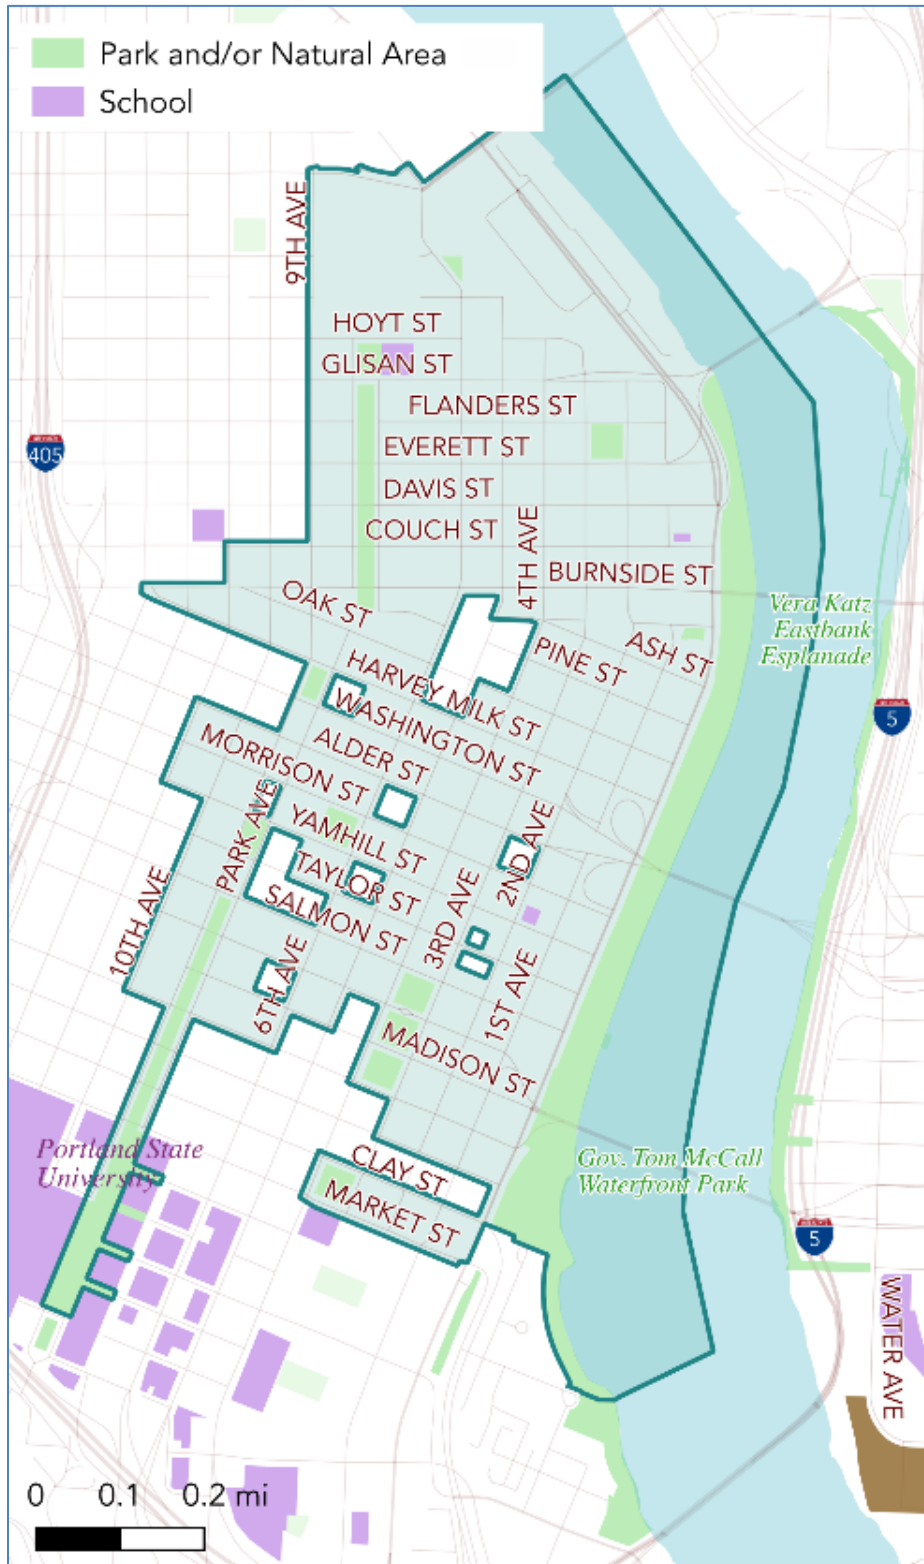 Park and/or Natural Area
School
9TH AVE
HOYT ST
GLISAN ST
FLANDERS ST
EVERETT ST
405
DAVIS ST
COUCH ST
4TH AVE
BURNSIDE ST
OAK ST
Vera Katz
Eastbank
Esplanade
ASH ST
PINE ST
HARVEY MILK ST
WASHINGTON ST
5
ALDER ST
MORRISON ST
PARK AVE
YAMHILL ST
2ND AVE
TAYLOR ST
SALMON ST
3RD AVE
10TH AVE
6TH AVE
1ST AVE
MADISON ST
Portland State
University
CLAY ST
Gov. Tom McCall
Waterfront Park
MARKET ST
5
WATER AVE
0 0.1 0.2 mi